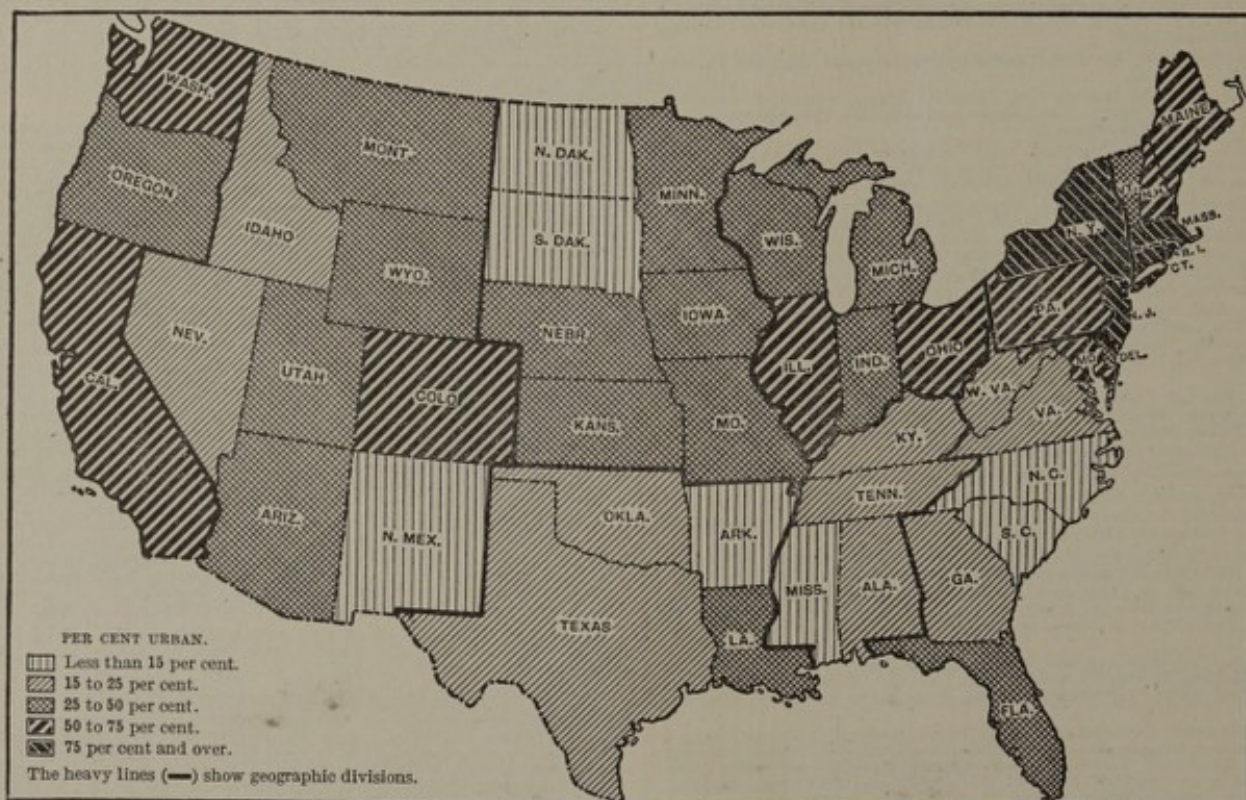 WASH.
MAINE
MONT.
N. DAK.
MINN.
OREGON
VT.
N.H.
MASS.
N. Y.
R. I.
CT.
IDAHO
S. DAK.
WIS.
MICH.
WYO.
PA.
N.J.
IOWA
NEBR.
NEV.
OHIO
MD.
DEL.
UTAH
ILL.
IND.
CAL.
COLO.
W. VA.
VA.
KANS.
MO.
KY.
N. C.
TENN.
ARIZ.
OKLA.
N. MEX.
ARK.
S. C.
MISS.
ALA.
GA.
TEXAS
LA.
FLA.
PER CENT URBAN.
Less than 15 per cent.
15 to 25 per cent.
25 to 50 per cent.
50 to 75 per cent.
75 per cent and over.
The heavy lines (▬) show geographic divisions.